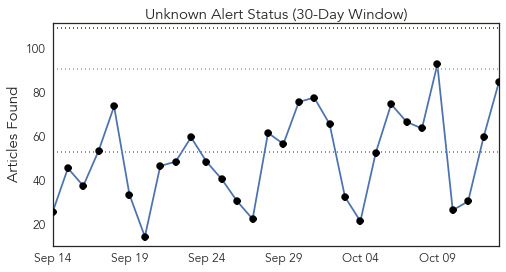 Unknown Alert Status (30-Day Window)
Articles Found
100
80
60
40
20
Sep 14 Sep 19 Sep 24 Sep 29 Oct 04 Oct 09